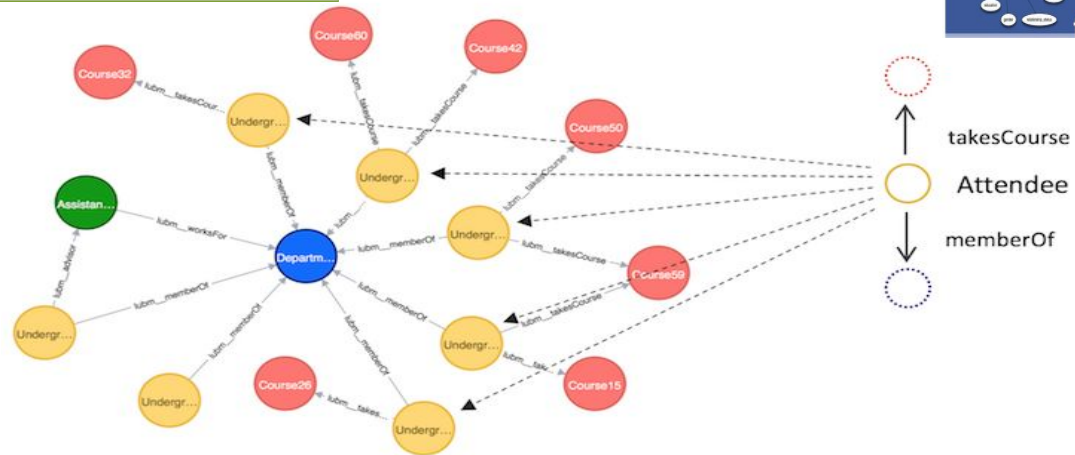 Course60
Course42
Course32
lubm__takesCour...
lubm__takesCourse
lubm__takesCourse
Undergr...
Course50
takesCourse
Undergr...
lubm__takesCourse
Attendee
Assistan...
lubm__memberOf
lubm__...
lubm__worksFor
Undergr...
memberOf
lubm__memberOf
lubm__takesCourse
Departm...
lubm__advisor
Course59
lubm__memberOf
lubm__memberOf
lubm__takesCourse
Undergr...
lubm__memberOf
lubm__memberOf
Undergr...
lubm__tak...
Course26
Course15
Undergr...
lubm__takes...
Undergr...